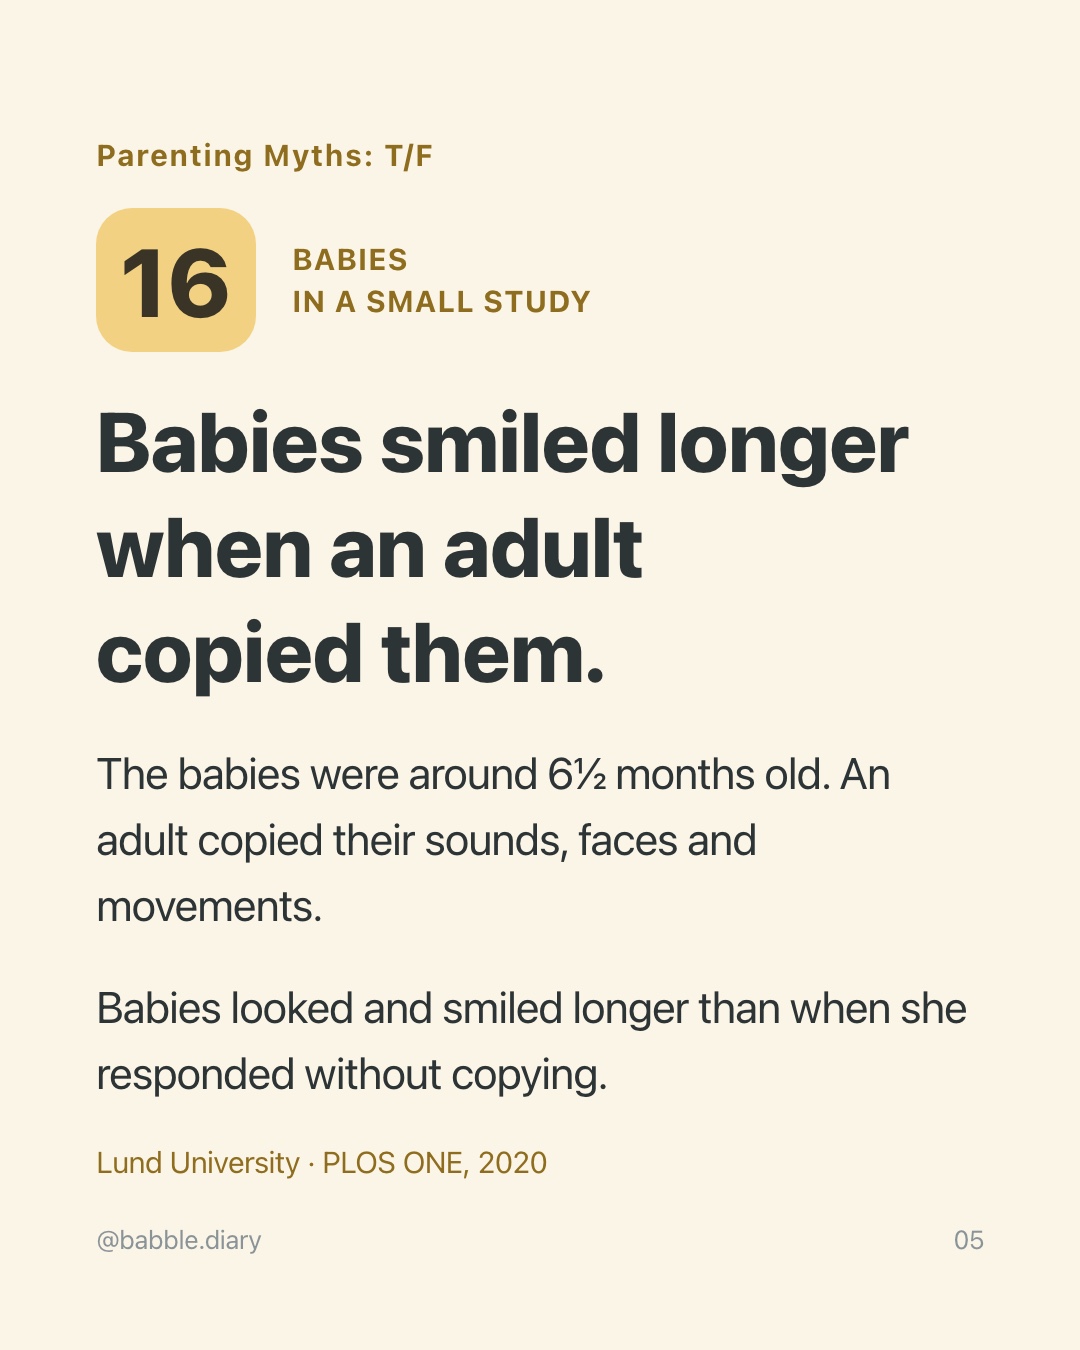 Parenting Myths: T/F
16
BABIES
IN A SMALL STUDY
Babies smiled longer
when an adult
copied them.
The babies were around 6½ months old. An
adult copied their sounds, faces and
movements.
Babies looked and smiled longer than when she
responded without copying.
Lund University · PLOS ONE, 2020
@babble.diary
05